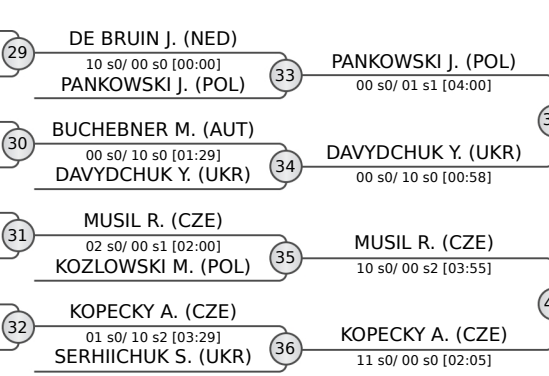 29
DE BRUIN J. (NED)
10 s0/ 00 s0 [00:00]
PANKOWSKI J. (POL)
33
PANKOWSKI J. (POL)
00 s0/ 01 s1 [04:00]
30
BUCHEBNER M. (AUT)
00 s0/ 10 s0 [01:29]
DAVYDCHUK Y. (UKR)
34
DAVYDCHUK Y. (UKR)
00 s0/ 10 s0 [00:58]
31
MUSIL R. (CZE)
02 s0/ 00 s1 [02:00]
KOZLOWSKI M. (POL)
35
MUSIL R. (CZE)
10 s0/ 00 s2 [03:55]
32
KOPECKY A. (CZE)
01 s0/ 10 s2 [03:29]
SERHIICHUK S. (UKR)
36
KOPECKY A. (CZE)
11 s0/ 00 s0 [02:05]